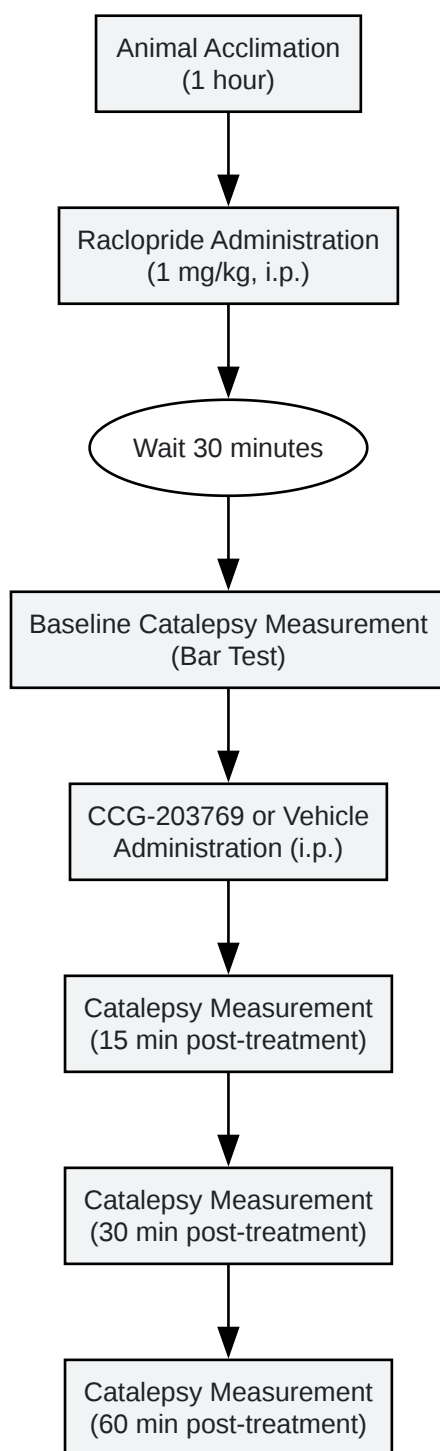 Animal Acclimation
(1 hour)
Raclopride Administration
(1 mg/kg, i.p.)
Wait 30 minutes
Baseline Catalepsy Measurement
(Bar Test)
CCG-203769 or Vehicle
Administration (i.p.)
Catalepsy Measurement
(15 min post-treatment)
Catalepsy Measurement
(30 min post-treatment)
Catalepsy Measurement
(60 min post-treatment)